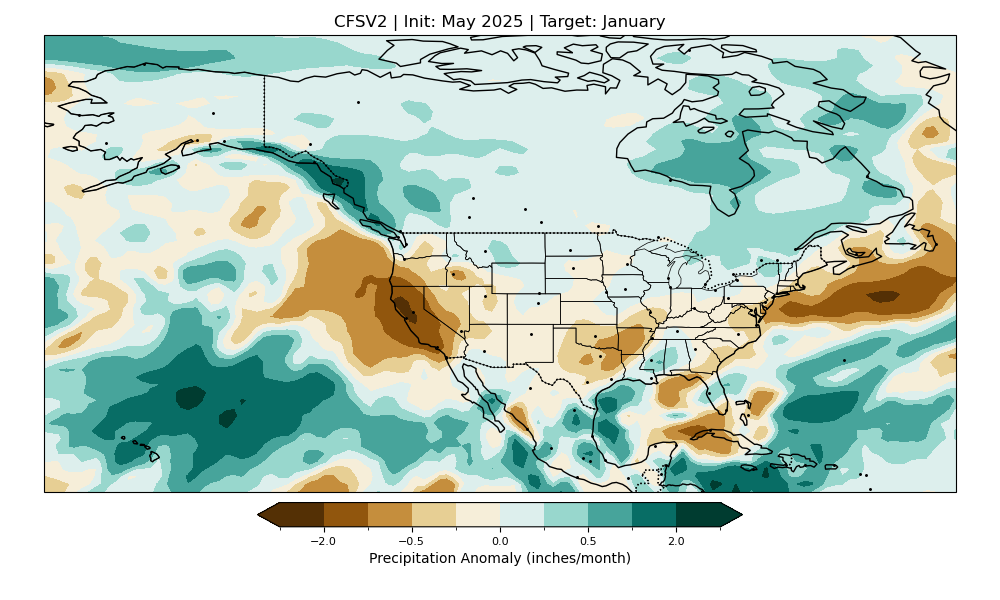 CFSV2 | Init: May 2025 | Target: January
−2.0 −0.5 0.0 0.5 2.0
Precipitation Anomaly (inches/month)